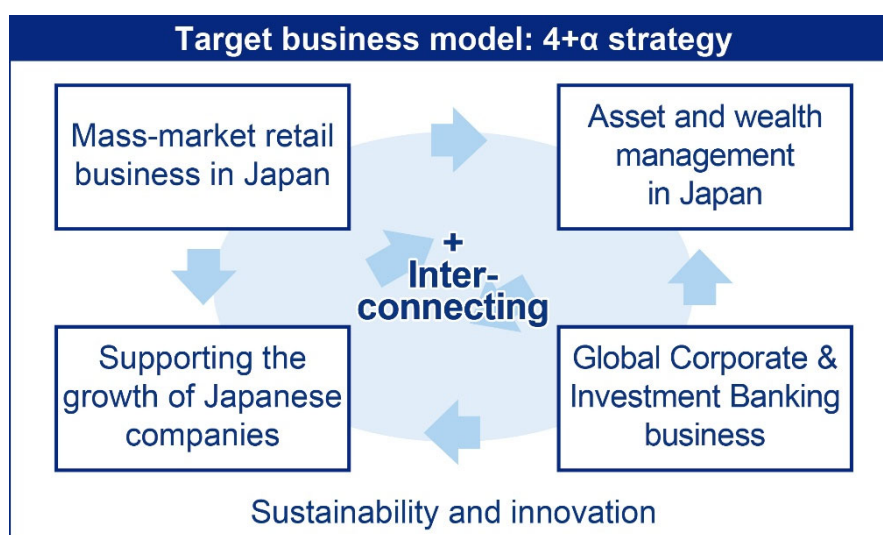 Target business model: 4+α strategy
Mass-market retail
business in Japan
Asset and wealth
management
in Japan
+
Inter-
connecting
Supporting the
growth of Japanese
companies
Global Corporate &
Investment Banking
business
Sustainability and innovation